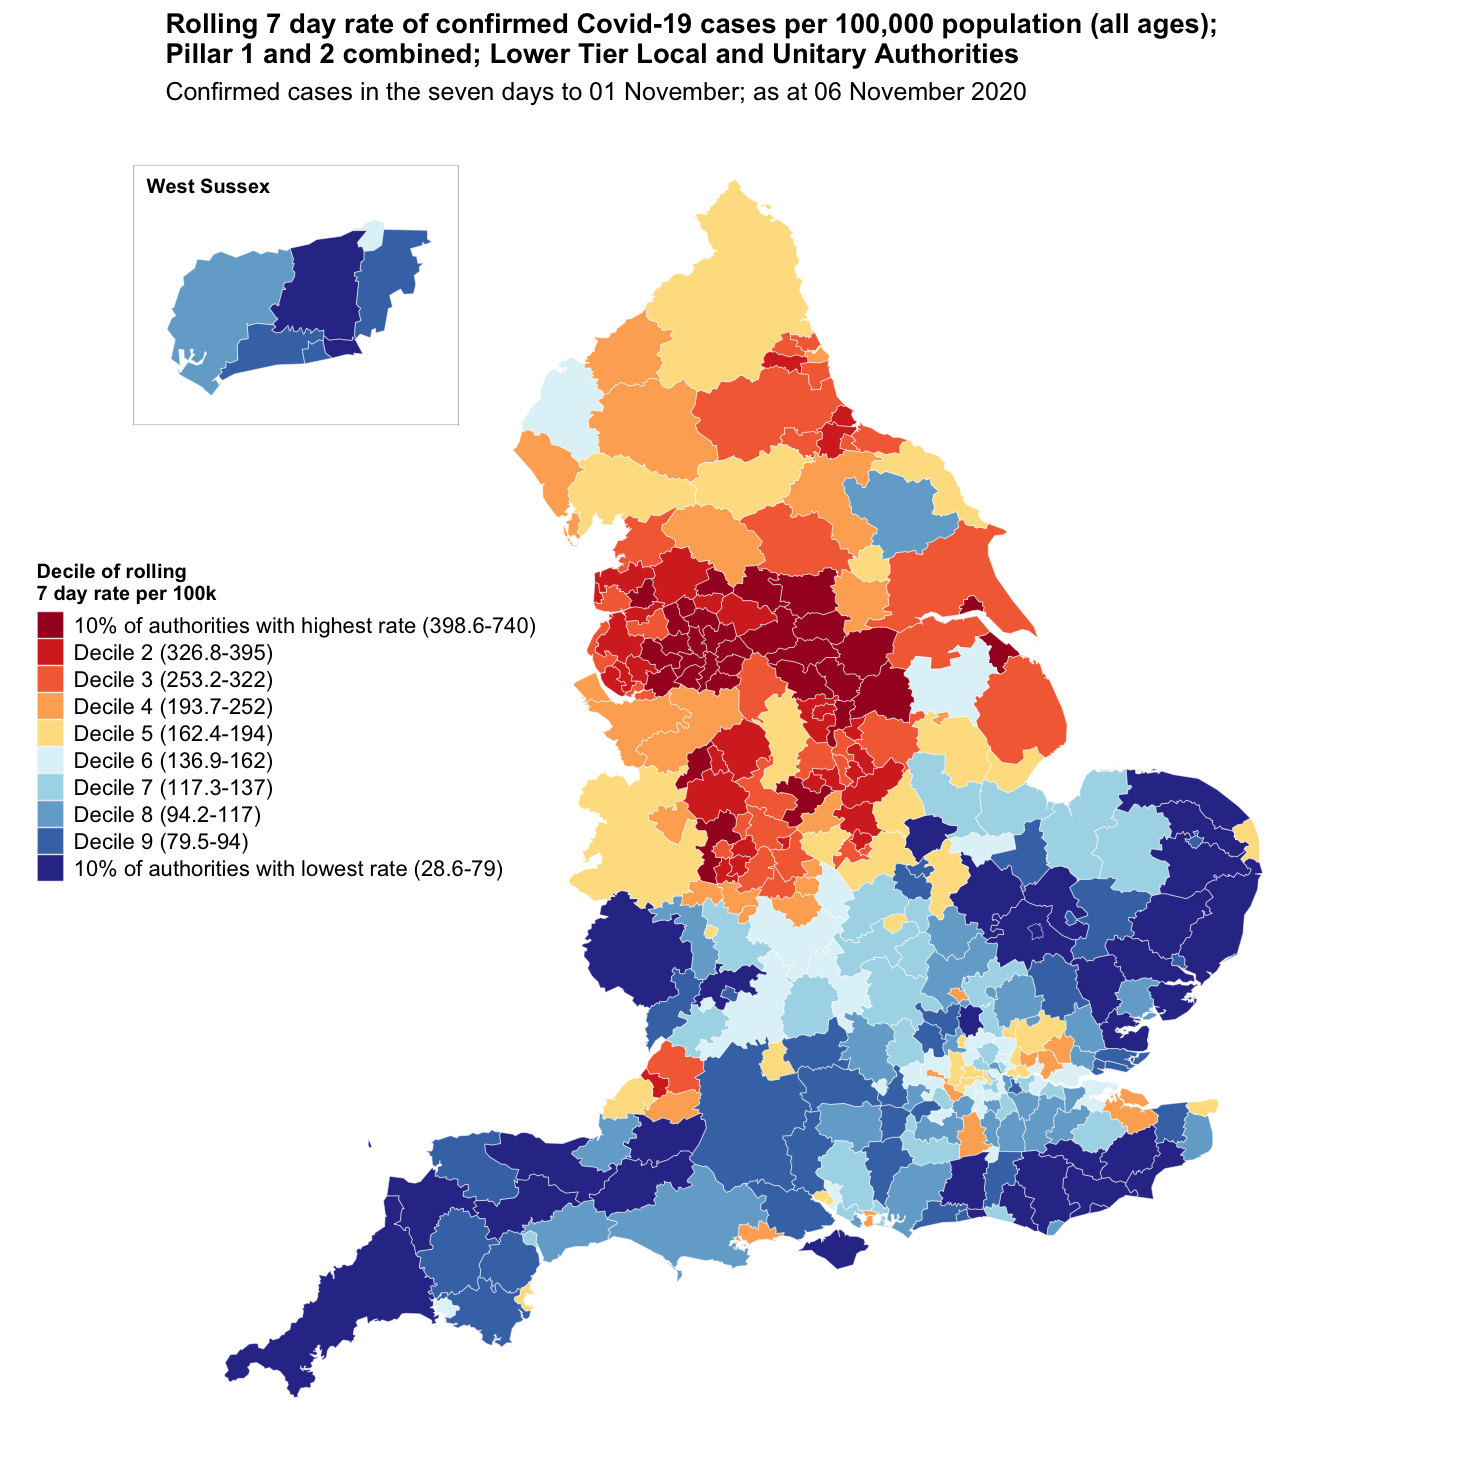 Rolling 7 day rate of confirmed Covid-19 cases per 100,000 population (all ages);
Pillar 1 and 2 combined; Lower Tier Local and Unitary Authorities
Confirmed cases in the seven days to 01 November; as at 06 November 2020
West Sussex
Decile of rolling
7 day rate per 100k
10% of authorities with highest rate (398.6-740)
Decile 2 (326.8-395)
Decile 3 (253.2-322)
Decile 4 (193.7-252)
Decile 5 (162.4-194)
Decile 6 (136.9-162)
Decile 7 (117.3-137)
Decile 8 (94.2-117)
Decile 9 (79.5-94)
10% of authorities with lowest rate (28.6-79)